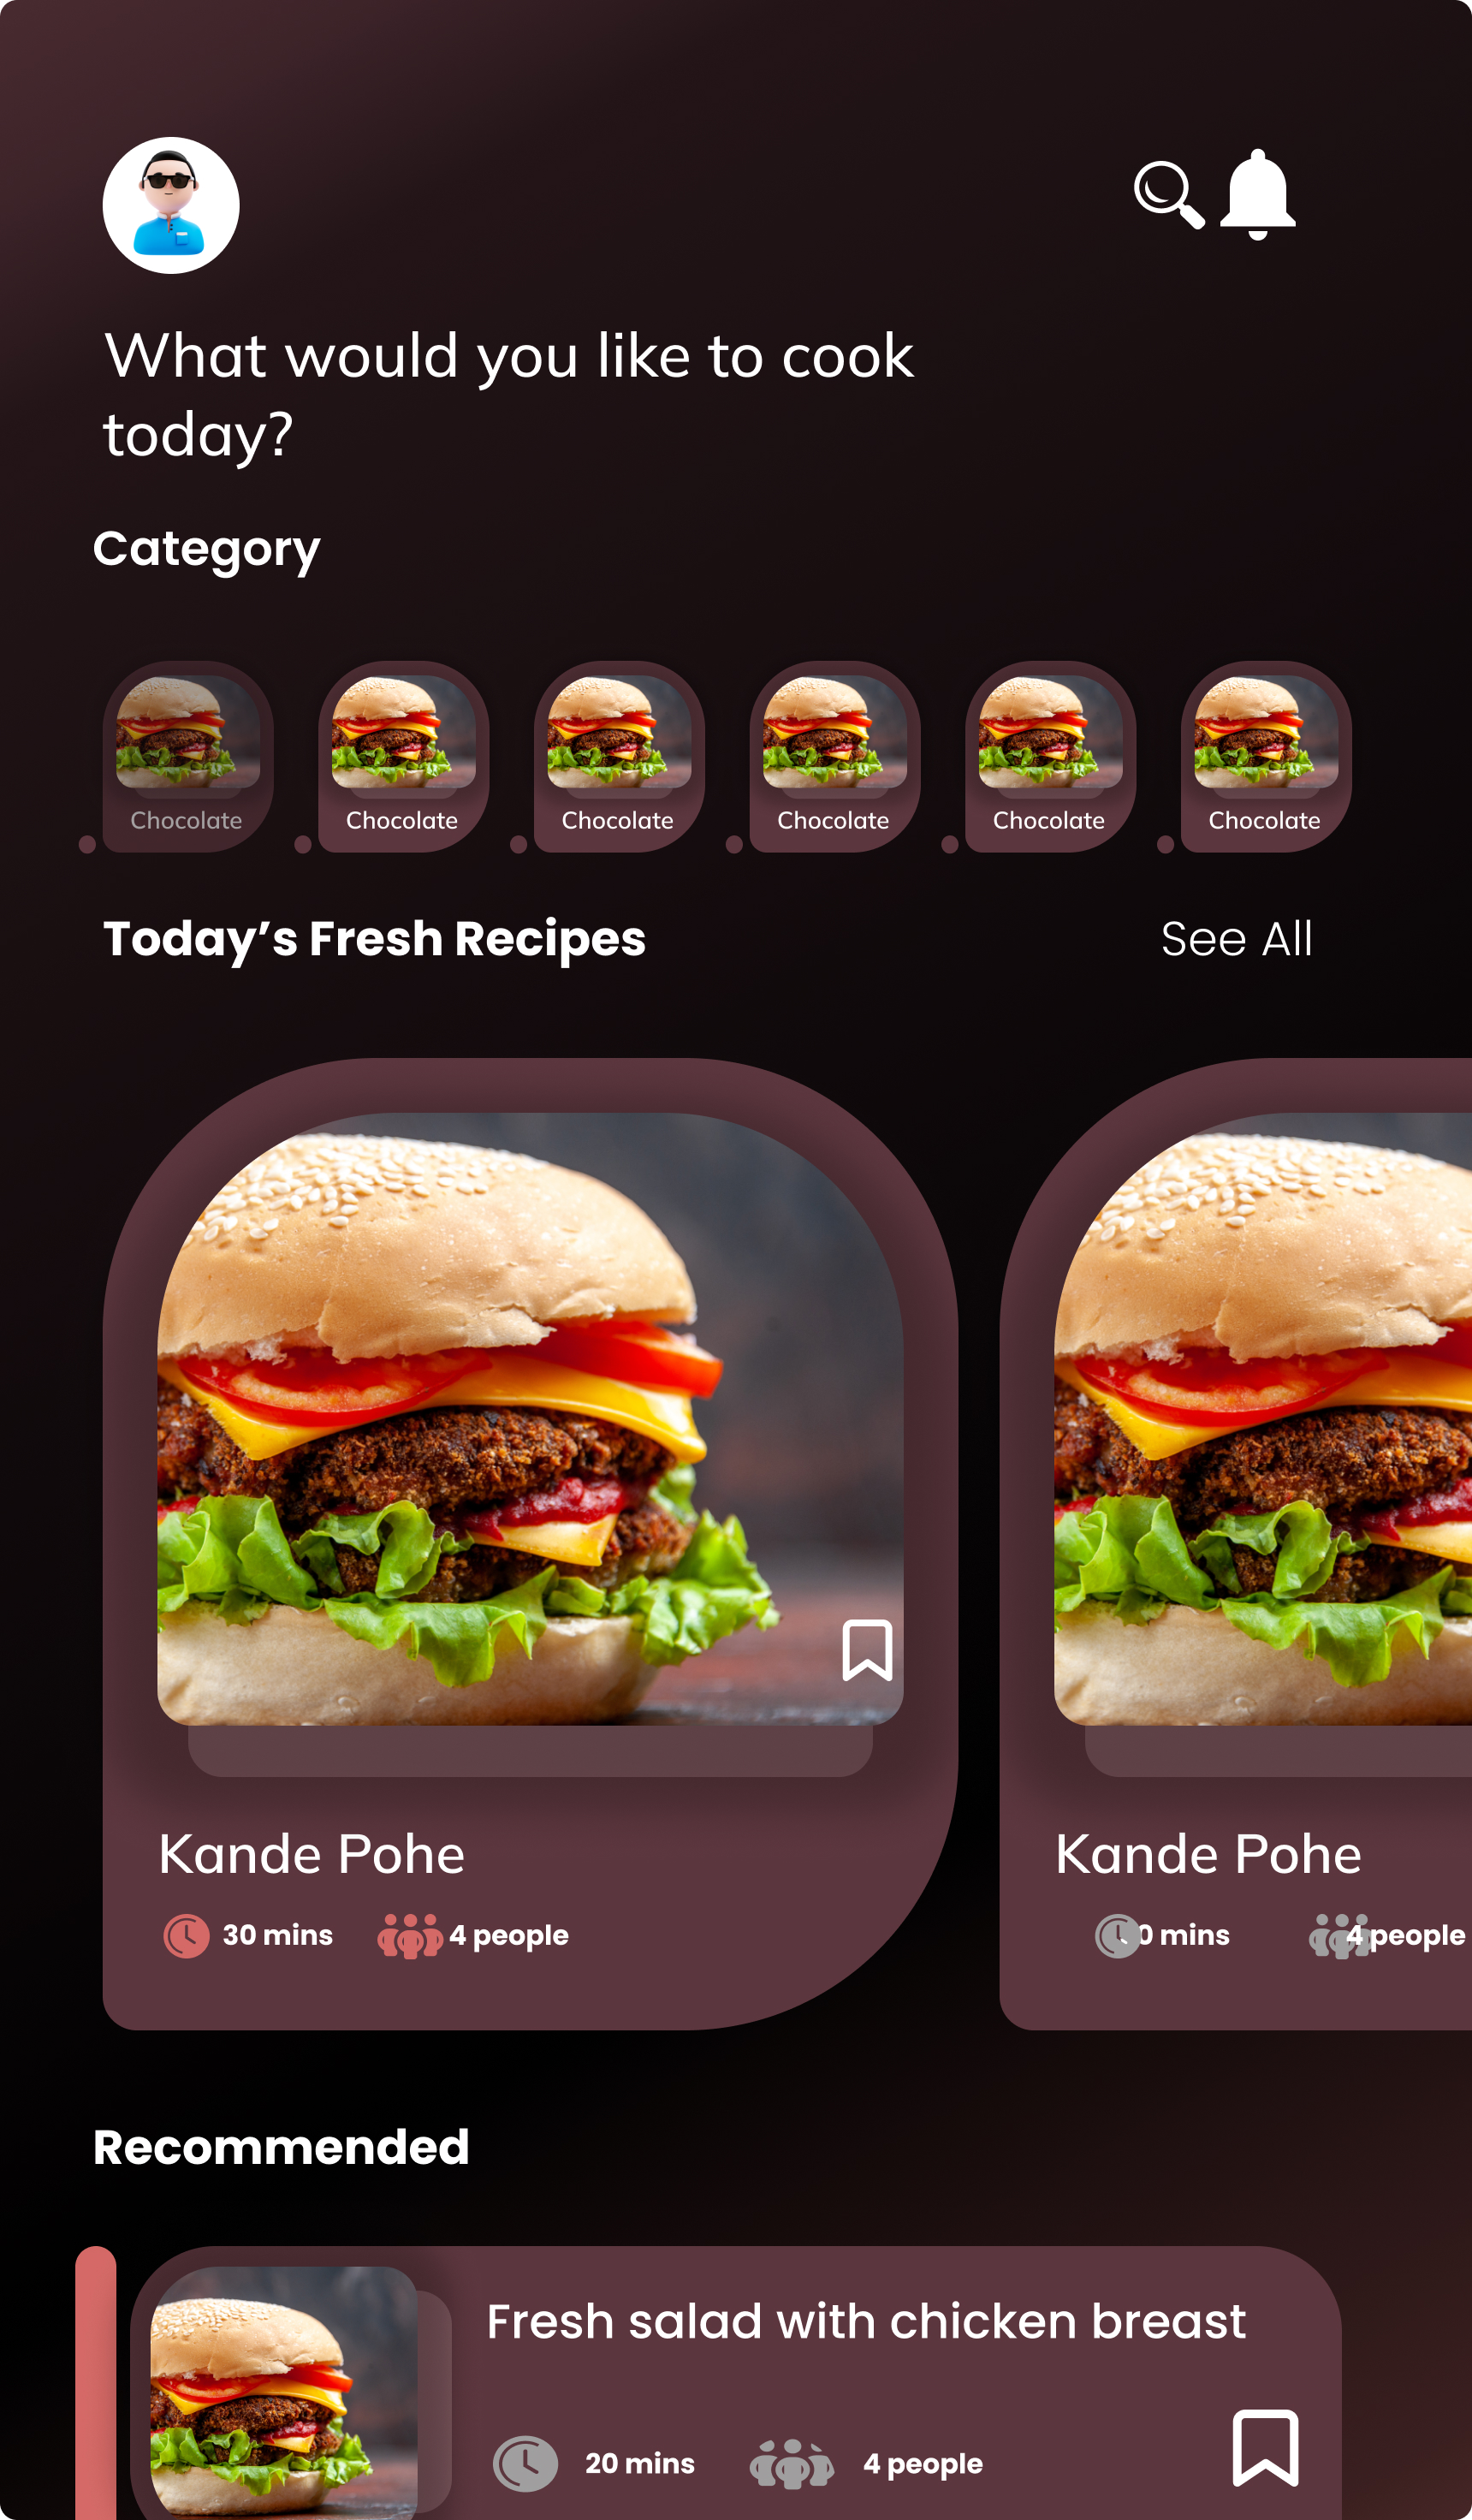 What would you like to cook
today?
Category
Chocolate Chocolate Chocolate Chocolate Chocolate Chocolate
Today’s Fresh Recipes See All
Kande Pohe Kande Pohe
30 mins 4 people 0 mins 4 people
Recommended
Fresh salad with chicken breast
20 mins 4 people